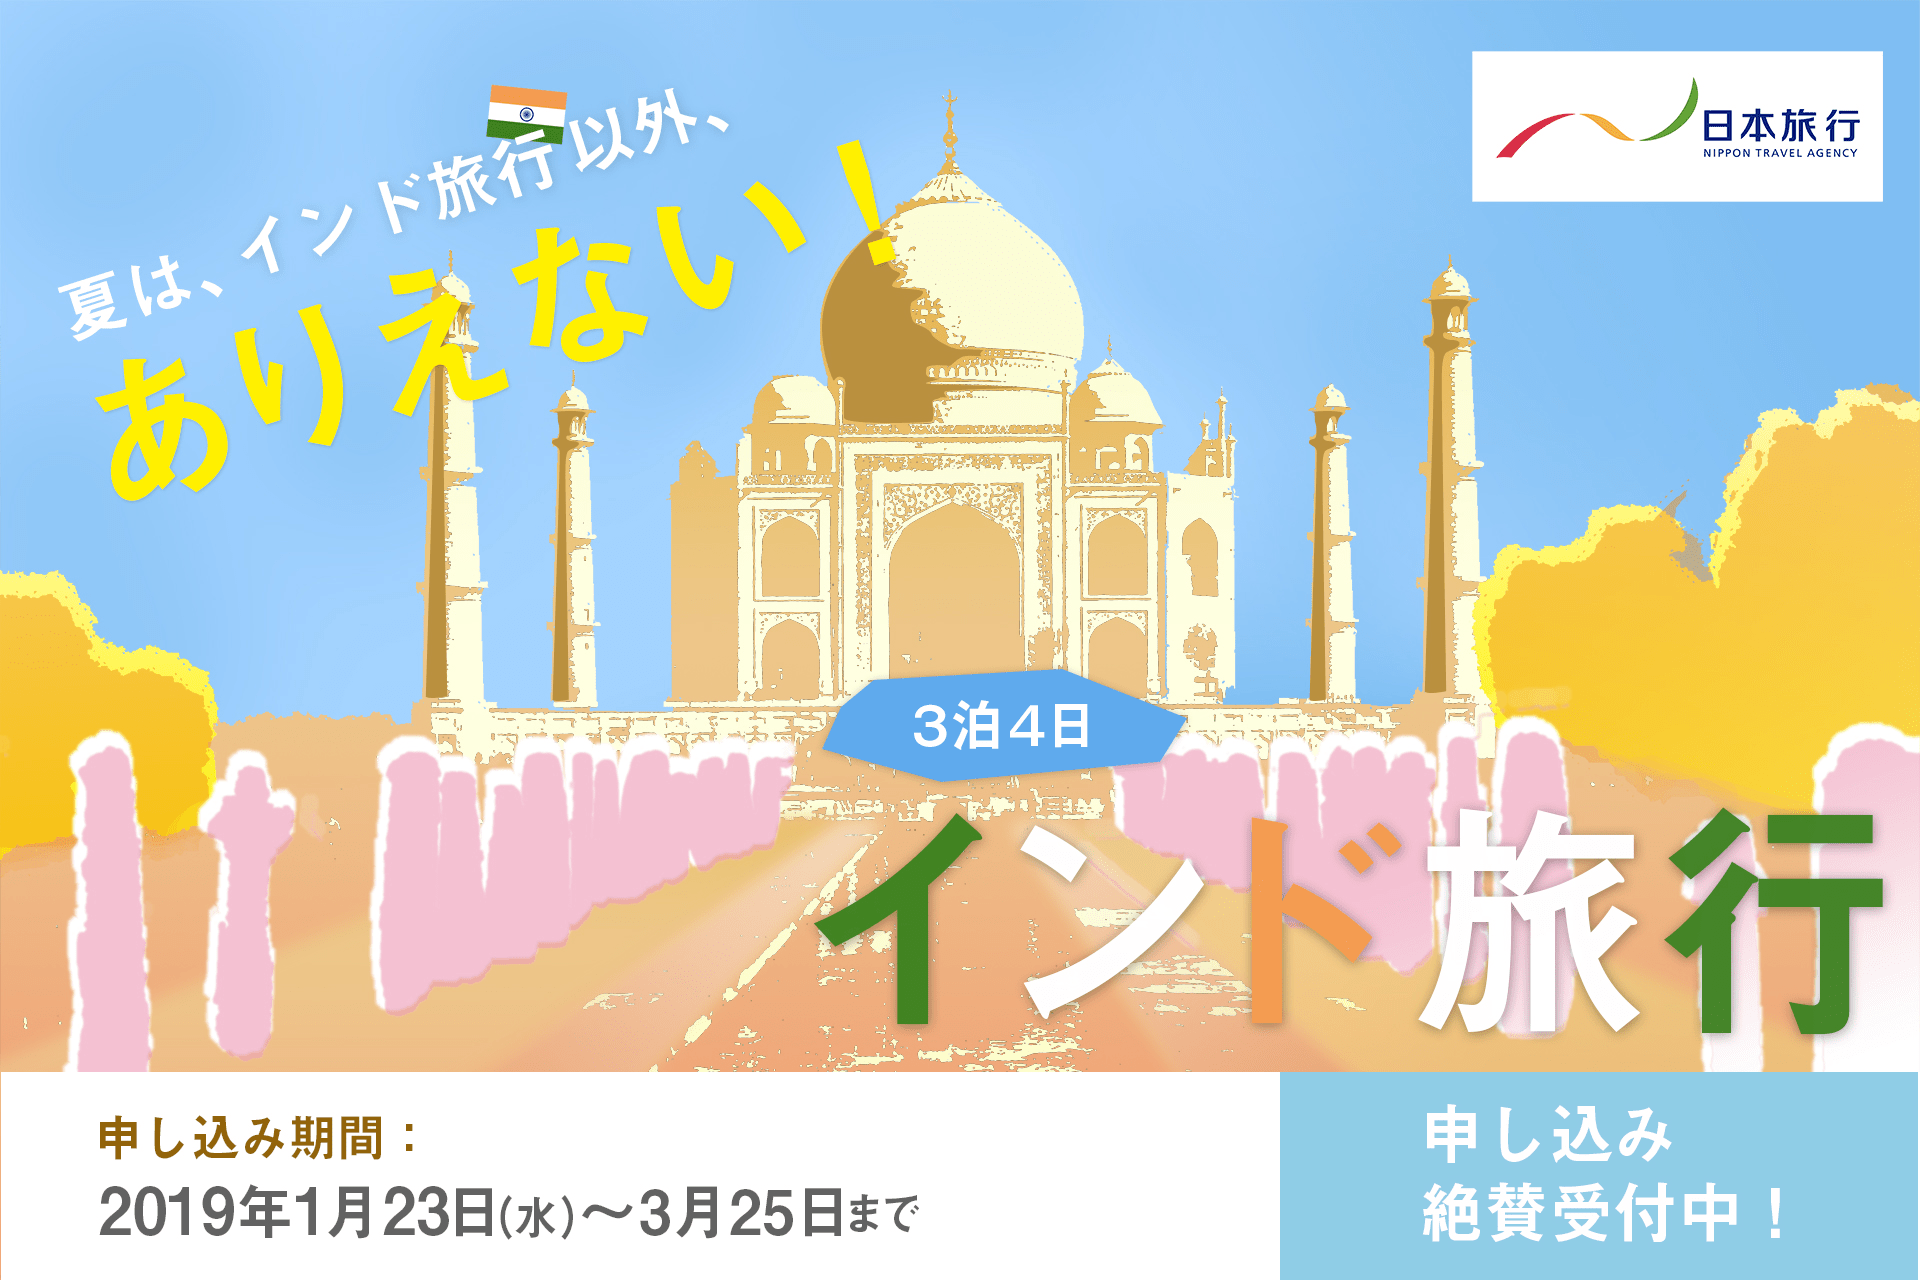 夏は、インド旅行以外、
ありえない！
日本旅行
NIPPON TRAVEL AGENCY
3泊4日
インド旅行
申し込み期間：
2019年1月23日(水)～3月25日まで
申し込み
絶賛受付中！